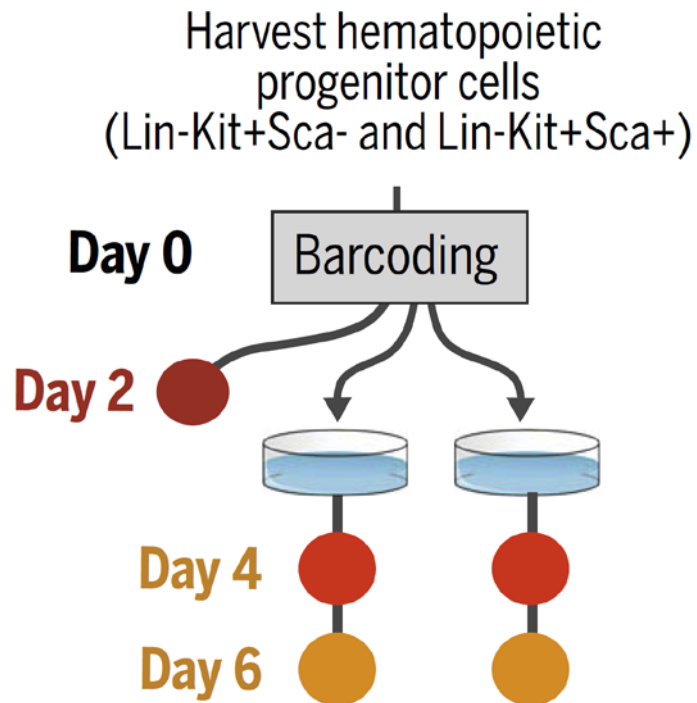 Harvest hematopoietic
progenitor cells
(Lin-Kit+Sca- and Lin-Kit+Sca+)
Day 0
Barcoding
Day 2
Day 4
Day 6